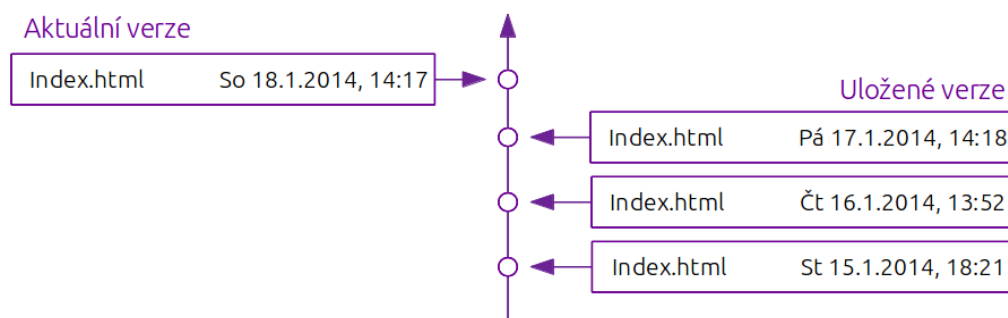 Aktuální verze
Index.html So 18.1.2014, 14:17
Uložené verze
Index.html Pá 17.1.2014, 14:18
Index.html Čt 16.1.2014, 13:52
Index.html St 15.1.2014, 18:21